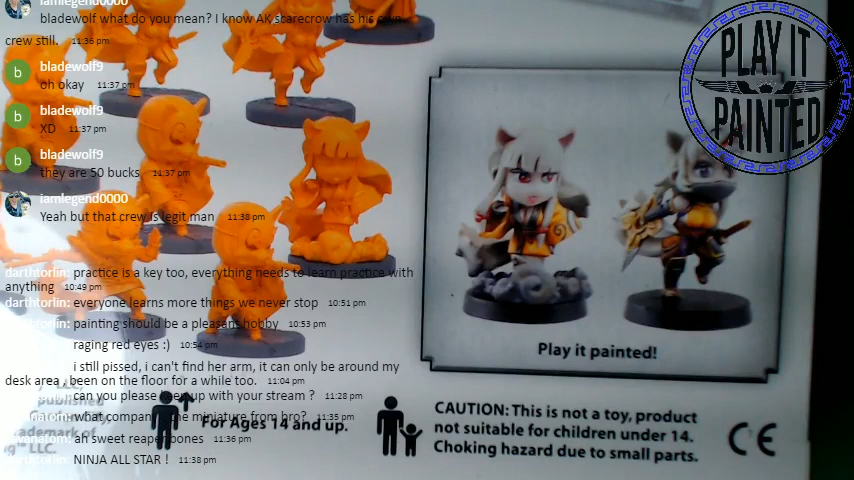 iamlegend0000
bladewolf what do you mean? I know AK scarecrow has his own
crew still. 11:36 pm
b bladewolf9
oh okay 11:37 pm
b bladewolf9
XD 11:37 pm
b bladewolf9
they are 50 bucks 11:37 pm
iamlegend0000
Yeah but that crew is legit man 11:38 pm
darthtorlin: practice is a key too, everything needs to learn practice with
anything 10:49 pm
darthtorlin: everyone learns more things we never stop 10:51 pm
darthtorlin: painting should be a pleasant hobby 10:53 pm
raging red eyes :) 10:54 pm
i still pissed, i can't find her arm, it can only be around my
desk area , been on the floor for a while too. 11:04 pm
can you please keep up with your stream ? 11:28 pm
what company the miniature from bro? 11:35 pm
ah sweet reaper bones 11:36 pm
NINJA ALL STAR ! 11:38 pm
LLC,
published
ademark of
LLC.
For Ages 14 and up.
PLAY IT
PAINTED
Play it painted!
CAUTION: This is not a toy, product
not suitable for children under 14.
Choking hazard due to small parts.
CE